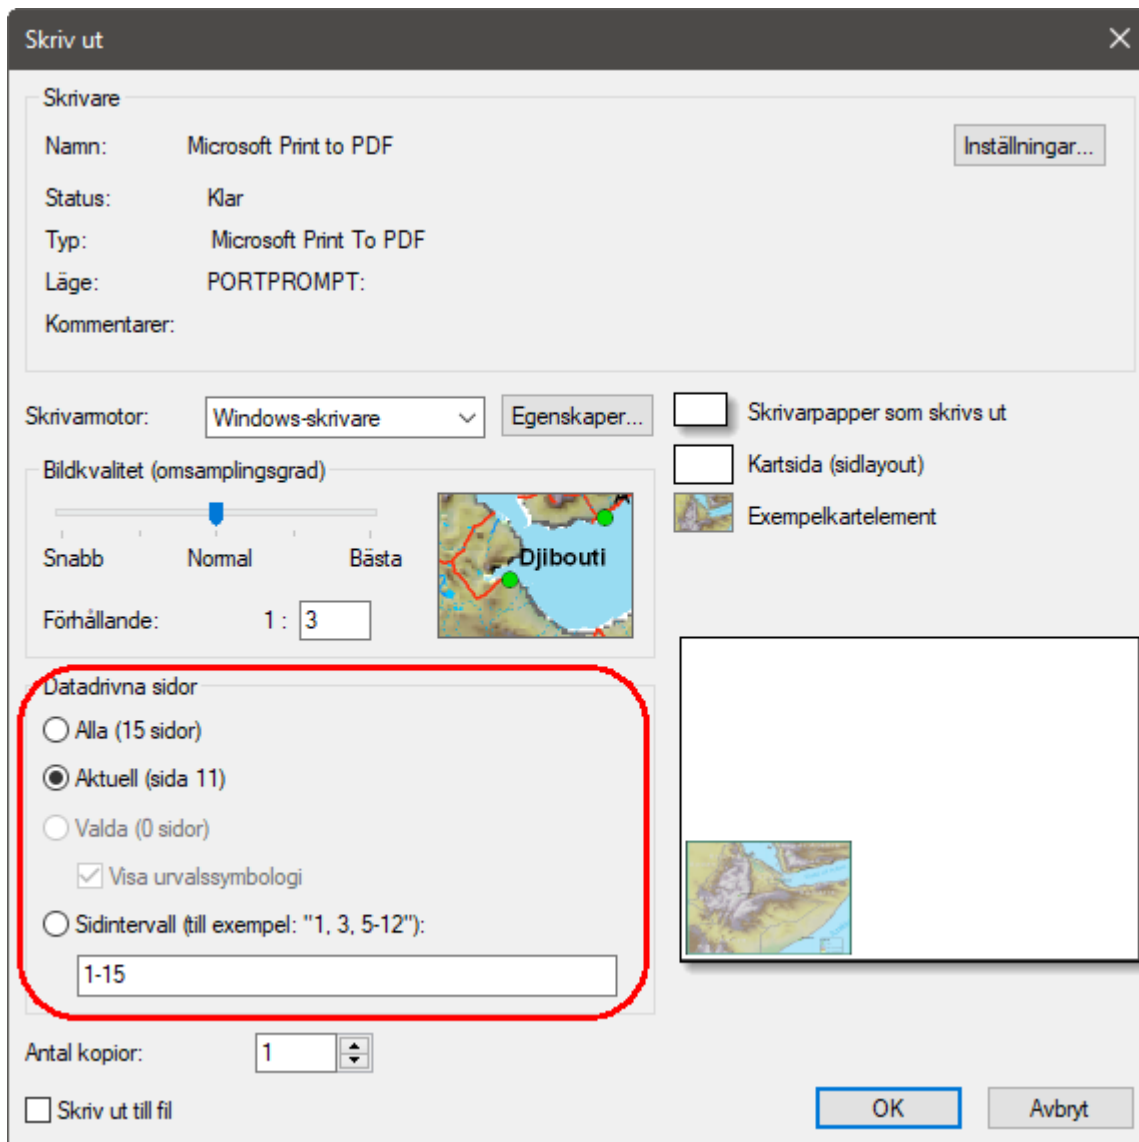 Skriv ut
Skrivare
Namn: Microsoft Print to PDF Inställningar...
Status: Klar
Typ: Microsoft Print To PDF
Läge: PORTPROMPT:
Kommentarer:
Skrivarmotor: Windows-skrivare Egenskaper...
Skrivarpapper som skrivs ut
Kartsida (sidlayout)
Exempelkartelement
Bildkvalitet (omsamplingsgrad)
Snabb Normal Bästa
Förhållande: 1 : 3
Djibouti
Datadrivna sidor
Alla (15 sidor)
Aktuell (sida 11)
Valda (0 sidor)
Visa urvalssymbologi
Sidintervall (till exempel: "1, 3, 5-12"):
1-15
Antal kopior: 1
Skriv ut till fil
OK Avbryt